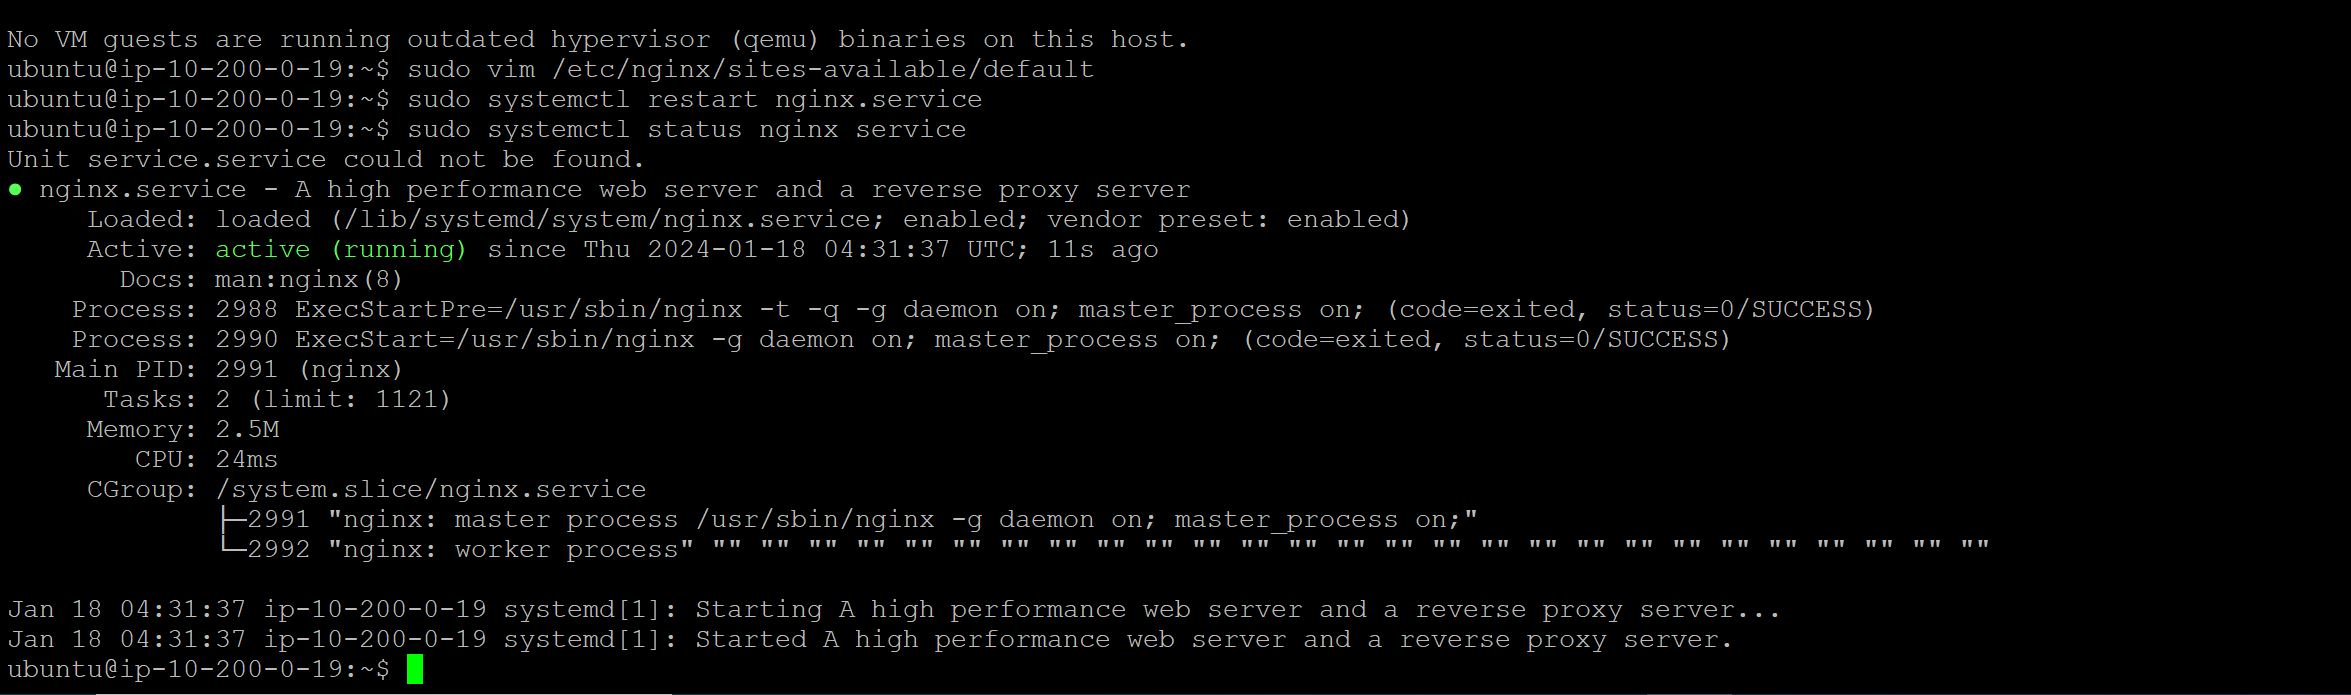 No VM guests are running outdated hypervisor (qemu) binaries on this host.
ubuntu@ip-10-200-0-19:~$ sudo vim /etc/nginx/sites-available/default
ubuntu@ip-10-200-0-19:~$ sudo systemctl restart nginx.service
ubuntu@ip-10-200-0-19:~$ sudo systemctl status nginx service
Unit service.service could not be found.
● nginx.service - A high performance web server and a reverse proxy server
     Loaded: loaded (/lib/systemd/system/nginx.service; enabled; vendor preset: enabled)
     Active: active (running) since Thu 2024-01-18 04:31:37 UTC; 11s ago
       Docs: man:nginx(8)
    Process: 2988 ExecStartPre=/usr/sbin/nginx -t -q -g daemon on; master_process on; (code=exited, status=0/SUCCESS)
    Process: 2990 ExecStart=/usr/sbin/nginx -g daemon on; master_process on; (code=exited, status=0/SUCCESS)
   Main PID: 2991 (nginx)
      Tasks: 2 (limit: 1121)
     Memory: 2.5M
        CPU: 24ms
     CGroup: /system.slice/nginx.service
             ├─2991 "nginx: master process /usr/sbin/nginx -g daemon on; master_process on;"
             └─2992 "nginx: worker process" "" "" "" "" "" "" "" "" "" "" "" "" "" "" "" "" "" "" "" "" "" "" "" "" "" "" ""
Jan 18 04:31:37 ip-10-200-0-19 systemd[1]: Starting A high performance web server and a reverse proxy server...
Jan 18 04:31:37 ip-10-200-0-19 systemd[1]: Started A high performance web server and a reverse proxy server.
ubuntu@ip-10-200-0-19:~$